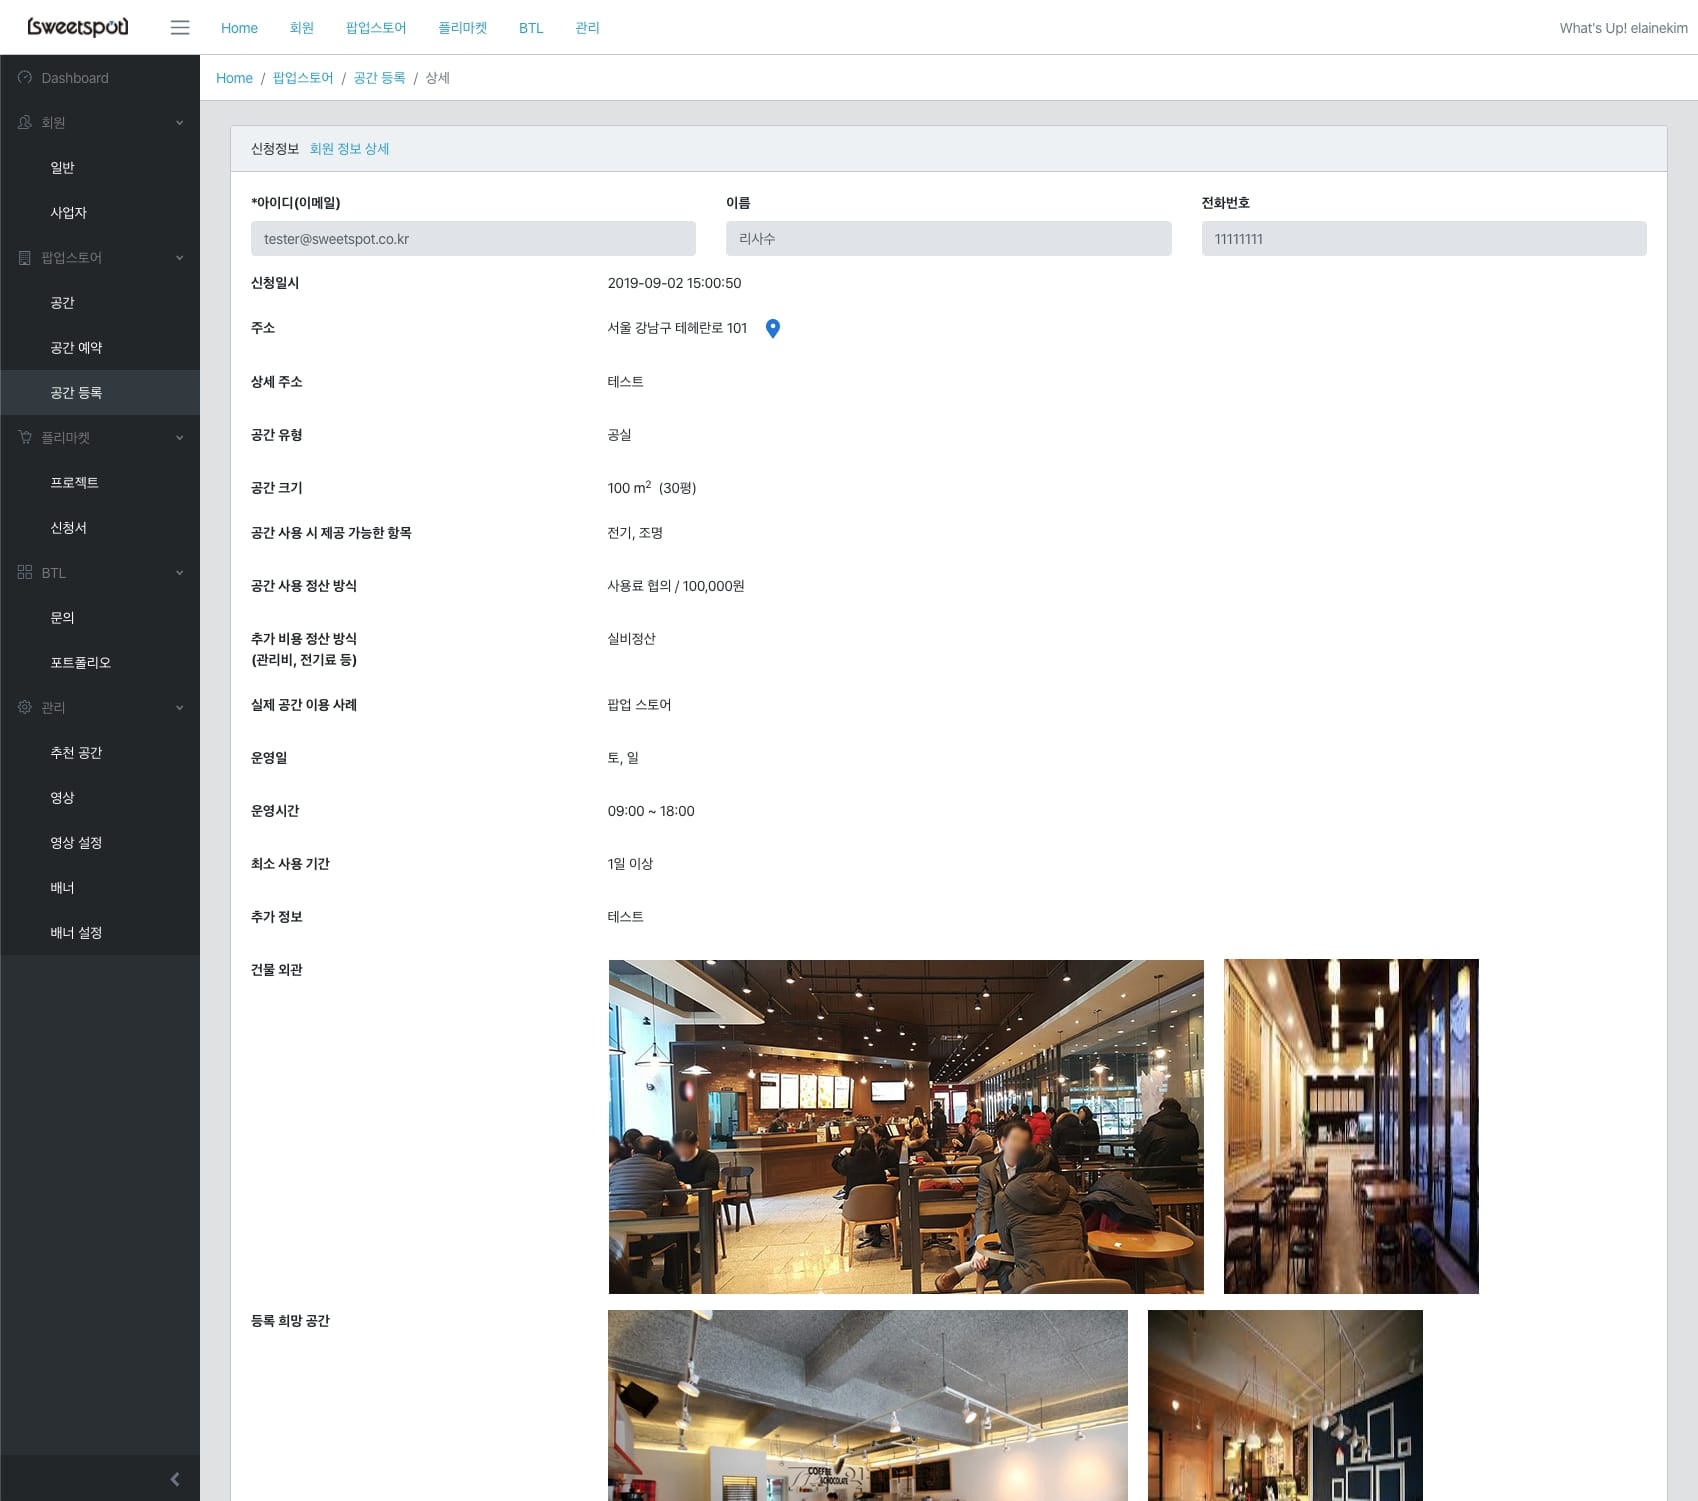 sweetspot
Home 회원 팝업스토어 플리마켓 BTL 관리
What's Up! elainekim
Dashboard
회원
일반
사업자
팝업스토어
공간
공간 예약
공간 등록
플리마켓
프로젝트
신청서
BTL
문의
포트폴리오
관리
추천 공간
영상
영상 설정
배너
배너 설정
Home / 팝업스토어 / 공간 등록 / 상세
신청정보 회원 정보 상세
*아이디(이메일) 이름 전화번호
tester@sweetspot.co.kr 리사수 11111111
신청일시 2019-09-02 15:00:50
주소 서울 강남구 테헤란로 101
상세 주소 테스트
공간 유형 공실
공간 크기 100 m² (30평)
공간 사용 시 제공 가능한 항목 전기, 조명
공간 사용 정산 방식 사용료 협의 / 100,000원
추가 비용 정산 방식 실비정산
(관리비, 전기료 등)
실제 공간 이용 사례 팝업 스토어
운영일 토, 일
운영시간 09:00 ~ 18:00
최소 사용 기간 1일 이상
추가 정보 테스트
건물 외관
등록 희망 공간
COFFEE
&CHOCOLATE